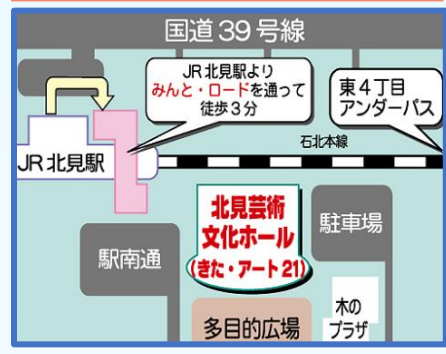 国道39号線
JR北見駅より
みんと・ロードを通って
徒歩3分
東4丁目
アンダーパス
石北本線
JR北見駅
北見芸術
文化ホール
(きた・アート21)
駐車場
駅南通
木の
プラザ
多目的広場